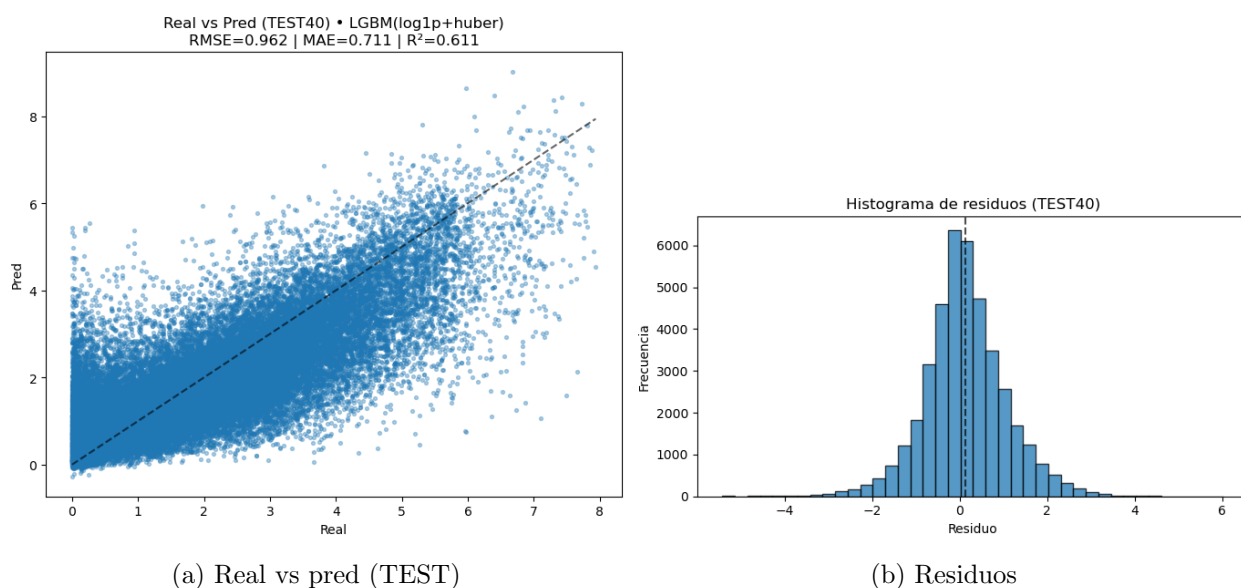 Real vs Pred (TEST40) • LGBM(log1p+huber)
RMSE=0.962 | MAE=0.711 | R²=0.611
Pred
8
6
4
2
0
0 1 2 3 4 5 6 7 8
Real
(a) Real vs pred (TEST)
Histograma de residuos (TEST40)
Frecuencia
6000
5000
4000
3000
2000
1000
0
−4 −2 0 2 4 6
Residuo
(b) Residuos